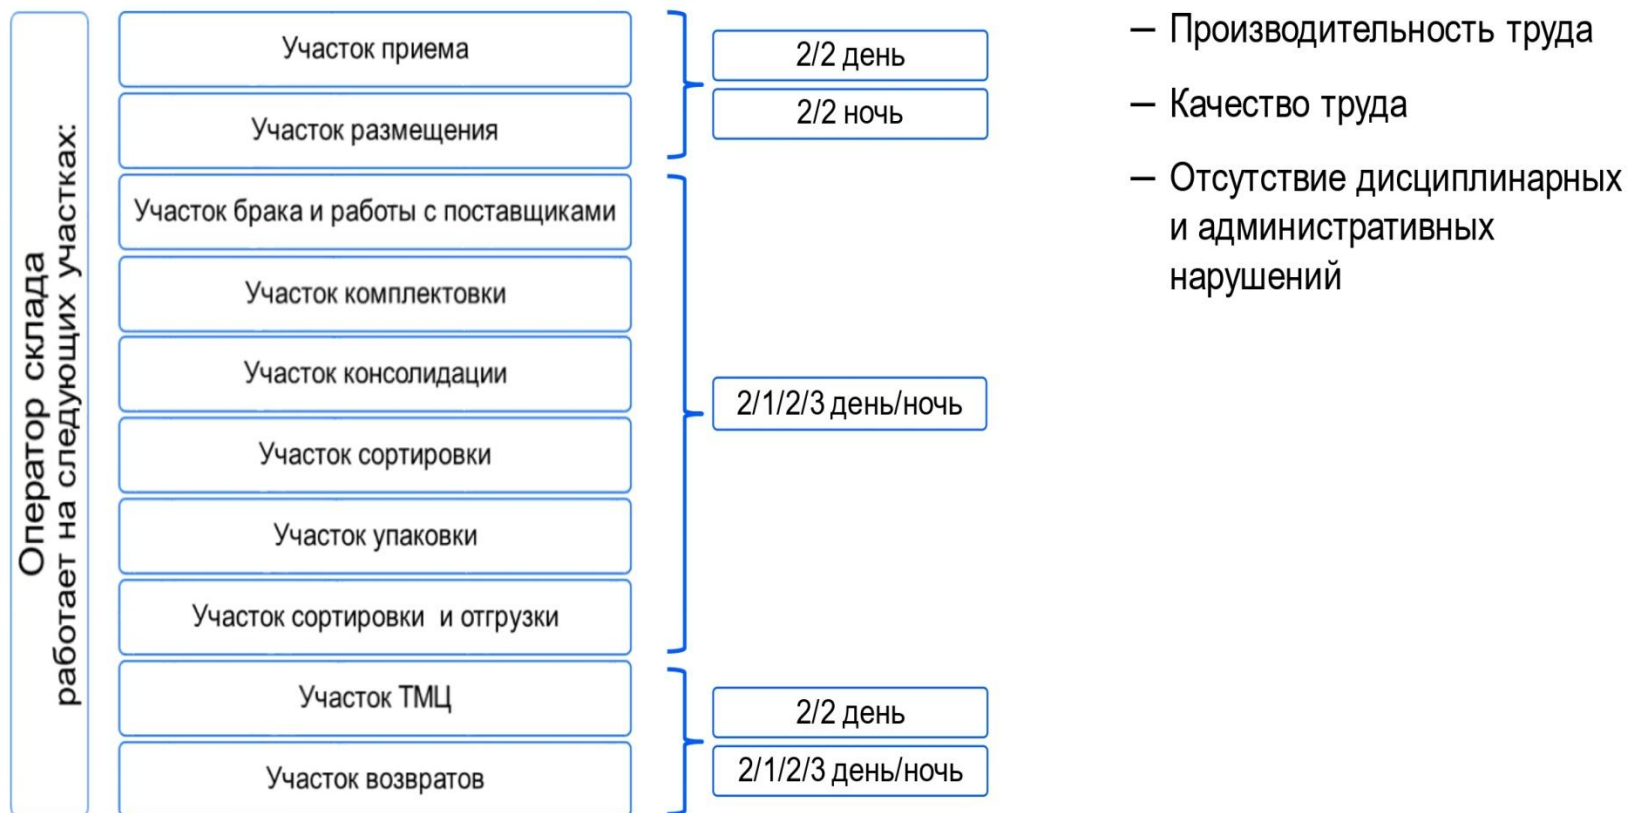 Оператор склада
работает на следующих участках:
Участок приема
Участок размещения
Участок брака и работы с поставщиками
Участок комплектовки
Участок консолидации
Участок сортировки
Участок упаковки
Участок сортировки и отгрузки
Участок ТМЦ
Участок возвратов
2/2 день
2/2 ночь
2/1/2/3 день/ночь
2/2 день
2/1/2/3 день/ночь
– Производительность труда
– Качество труда
– Отсутствие дисциплинарных
и административных
нарушений